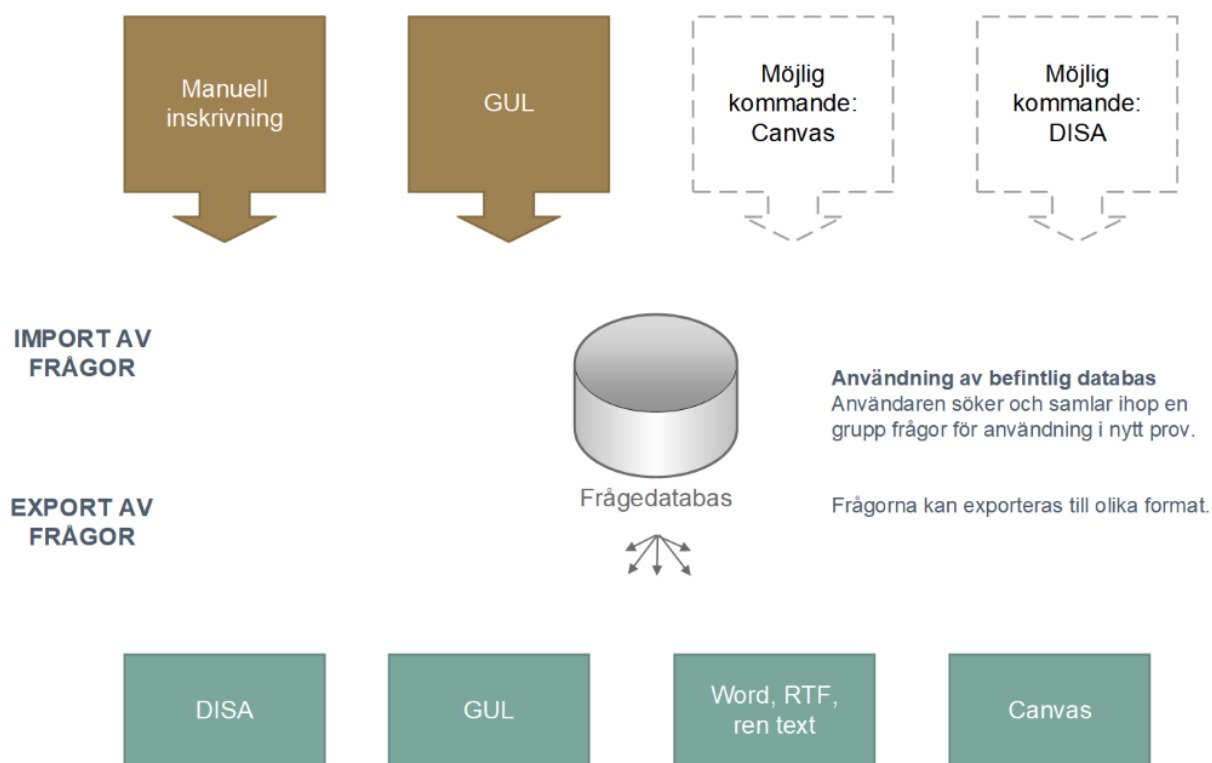 Manuell
inskrivning
GUL
Möjlig
kommande:
Canvas
Möjlig
kommande:
DISA
IMPORT AV
FRÅGOR
Användning av befintlig databas
Användaren söker och samlar ihop en
grupp frågor för användning i nytt prov.
Frågedatabas
EXPORT AV
FRÅGOR
Frågorna kan exporteras till olika format.
DISA
GUL
Word, RTF,
ren text
Canvas